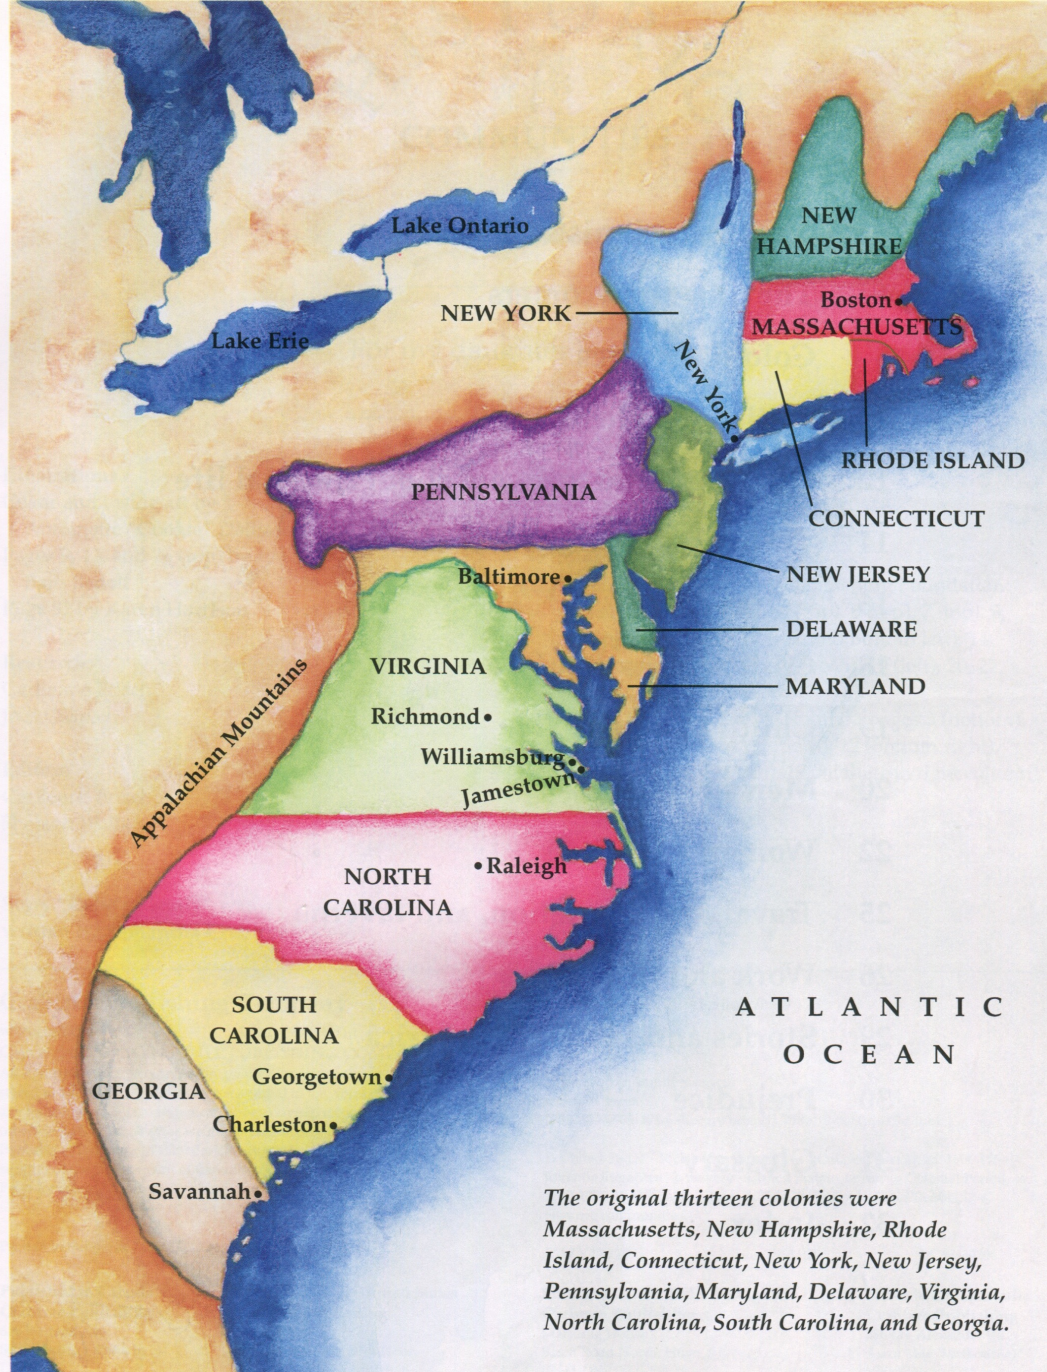 Lake Ontario
NEW
HAMPSHIRE
NEW YORK
Boston
MASSACHUSETTS
Lake Erie
New York
RHODE ISLAND
PENNSYLVANIA
CONNECTICUT
Baltimore
NEW JERSEY
DELAWARE
VIRGINIA
MARYLAND
Appalachian Mountains
Richmond
Williamsburg
Jamestown
Raleigh
NORTH
CAROLINA
SOUTH
CAROLINA
ATLANTIC
OCEAN
Georgetown
GEORGIA
Charleston
Savannah
The original thirteen colonies were
Massachusetts, New Hampshire, Rhode
Island, Connecticut, New York, New Jersey,
Pennsylvania, Maryland, Delaware, Virginia,
North Carolina, South Carolina, and Georgia.